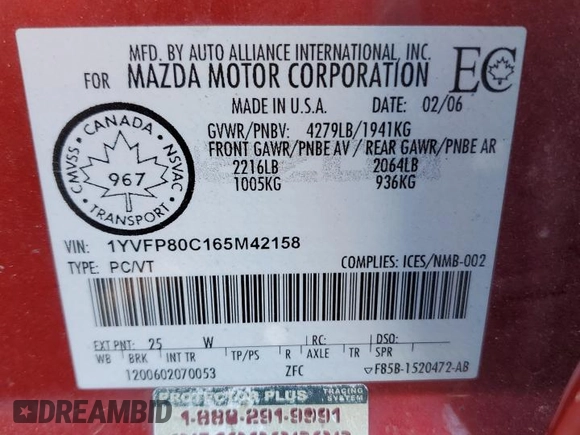 MFD. BY AUTO ALLIANCE INTERNATIONAL, INC.
FOR MAZDA MOTOR CORPORATION EC
MADE IN U.S.A. DATE: 02/06
GVWR/PNBV: 4279LB/1941KG
FRONT GAWR/PNBE AV / REAR GAWR/PNBE AR
2216LB 2064LB
1005KG 936KG
CANADA
CMVSS NSVAC
967
TRANSPORT
VIN: 1YVFP80C165M42158
TYPE: PC/VT COMPLIES: ICES/NMB-002
EXT PNT: 25 W RC: DSO:
WB BRK INT TR TP/PS R AXLE TR SPR
1200602070053 ZFC ▽FB5B-1520472-AB
PROTECTOR PLUS TRACING SYSTEM
1-888-291-9991
DREAMBID